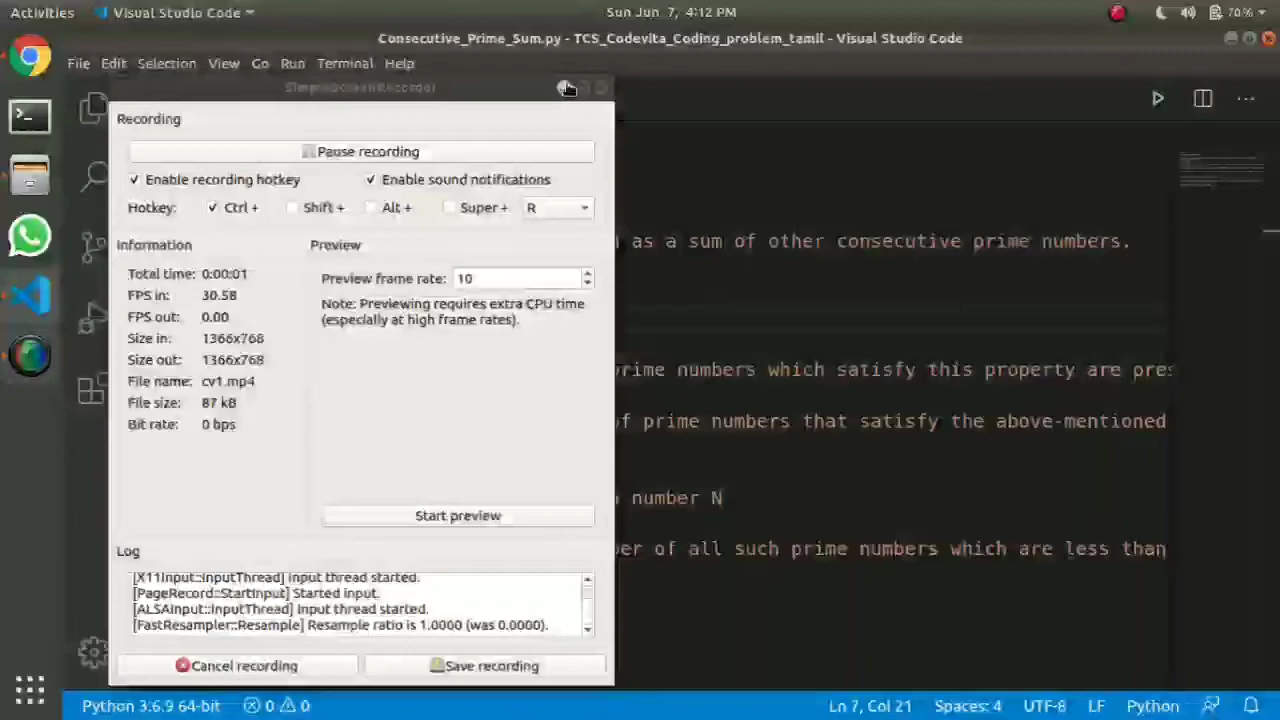 Activities Visual Studio Code Sun Jun 7, 4:12 PM 70%
Consecutive_Prime_Sum.py - TCS_Codevita_Coding_problem_tamil - Visual Studio Code
File Edit Selection View Go Run Terminal Help
SimpleScreenRecorder
Recording
Pause recording
Enable recording hotkey Enable sound notifications
Hotkey: Ctrl + Shift + Alt + Super + R
Information Preview
Total time: 0:00:01
FPS in: 30.58
FPS out: 0.00
Size in: 1366x768
Size out: 1366x768
File name: cv1.mp4
File size: 87 kB
Bit rate: 0 bps
Preview frame rate: 10
Note: Previewing requires extra CPU time
(especially at high frame rates).
Start preview
Log
[X11Input::InputThread] Input thread started.
[PageRecord::StartInput] Started input.
[ALSAInput::InputThread] Input thread started.
[FastResampler::Resample] Resample ratio is 1.0000 (was 0.0000).
Cancel recording Save recording
as a sum of other consecutive prime numbers.
rime numbers which satisfy this property are pres
of prime numbers that satisfy the above-mentioned
number N
er of all such prime numbers which are less than
Python 3.6.9 64-bit 0 0 Ln 7, Col 21 Spaces: 4 UTF-8 LF Python